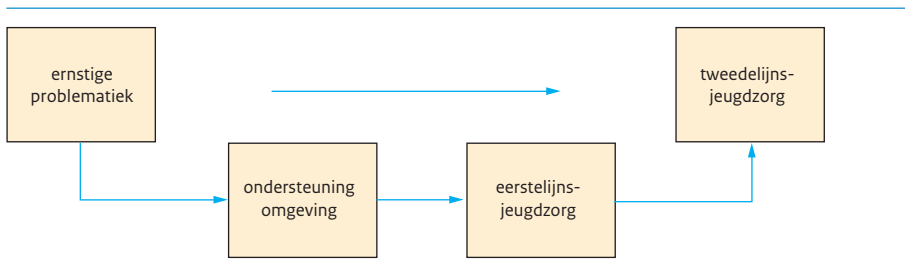 ernstige
problematiek
tweedelijns-
jeugdzorg
ondersteuning
omgeving
eerstelijns-
jeugdzorg